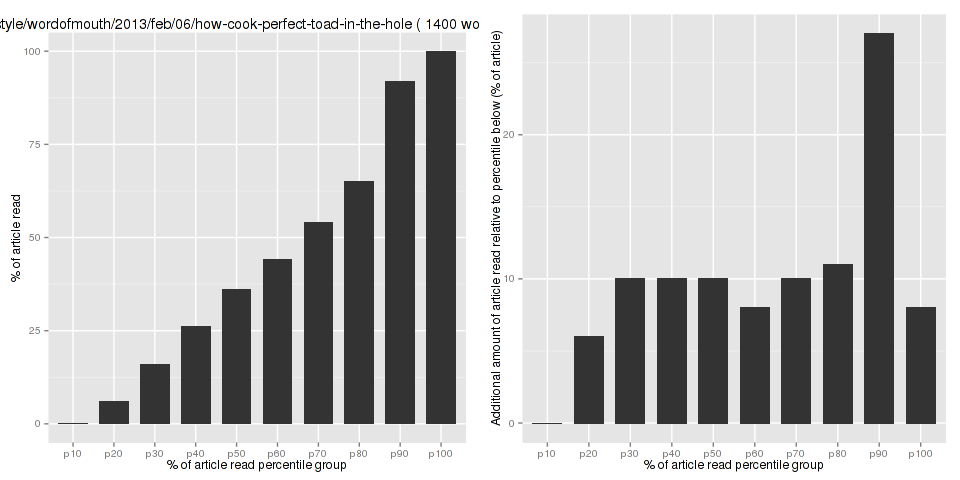 style/wordofmouth/2013/feb/06/how-cook-perfect-toad-in-the-hole ( 1400 wo
% of article read
100
75
50
25
0
p10 p20 p30 p40 p50 p60 p70 p80 p90 p100
% of article read percentile group
Additional amount of article read relative to percentile below (% of article)
20
10
0
p10 p20 p30 p40 p50 p60 p70 p80 p90 p100
% of article read percentile group